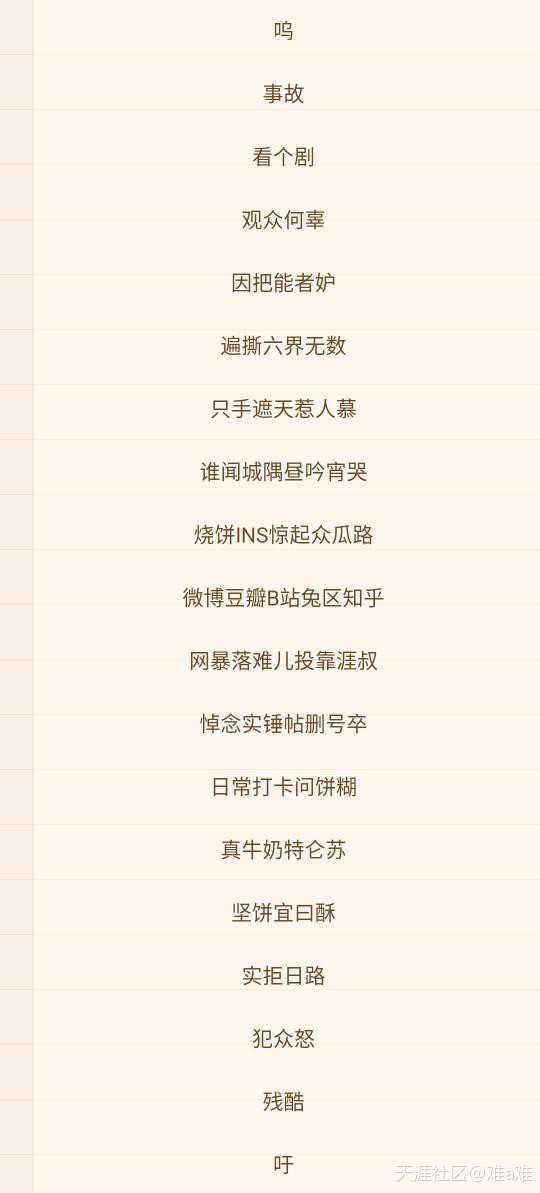 呜
事故
看个剧
观众何辜
因把能者妒
遍撕六界无数
只手遮天惹人慕
谁闻城隅昼吟宵哭
烧饼INS惊起众瓜路
微博豆瓣B站兔区知乎
网暴落难儿投靠涯叔
悼念实锤帖删号卒
日常打卡问饼糊
真牛奶特仑苏
坚饼宜曰酥
实拒日路
犯众怒
残酷
吁
天涯社区@难a难